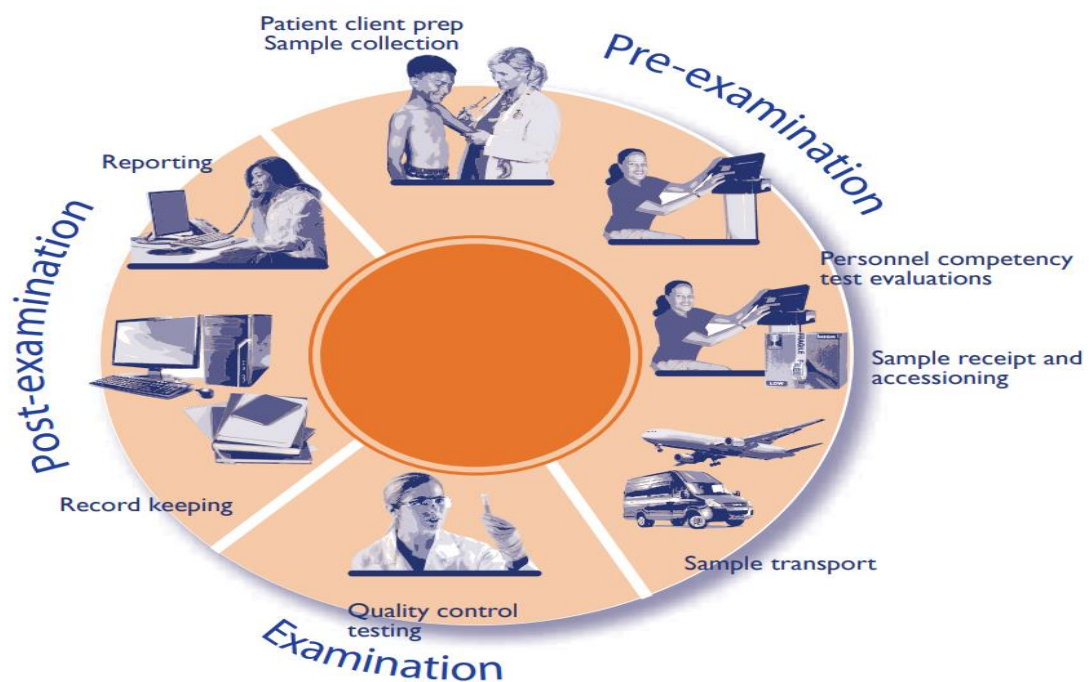 Patient client prep
Sample collection
Pre-examination
Reporting
Personnel competency
test evaluations
Sample receipt and
accessioning
FRAGILE
Post-examination
Record keeping
Sample transport
Quality control
testing
Examination